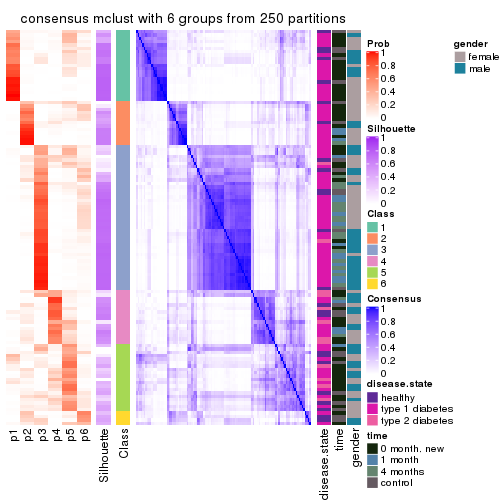 consensus mclust with 6 groups from 250 partitions
p1
p2
p3
p4
p5
p6
Silhouette
Class
disease.state
time
gender
Prob
1
0.8
0.6
0.4
0.2
0
Silhouette
1
0.8
0.6
0.4
0.2
0
Class
1
2
3
4
5
6
Consensus
1
0.8
0.6
0.4
0.2
0
disease.state
healthy
type 1 diabetes
type 2 diabetes
time
0 month. new
1 month
4 months
control
gender
female
male